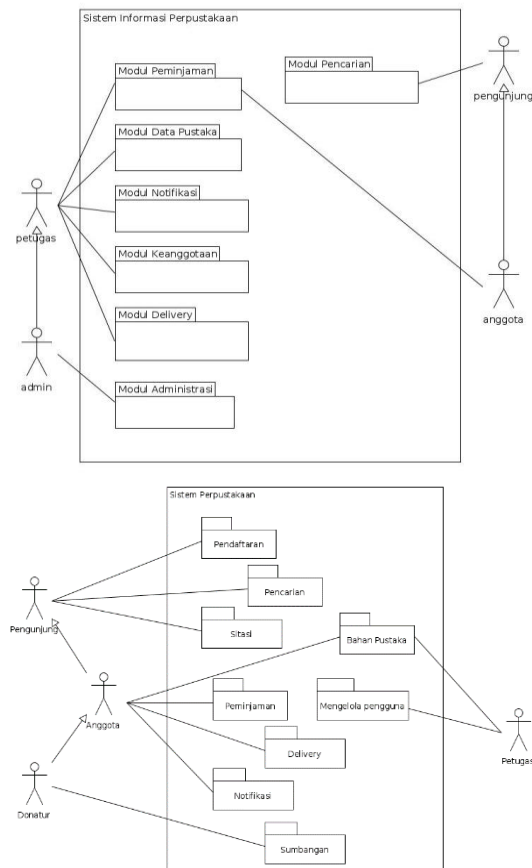 Sistem Informasi Perpustakaan
Modul Peminjaman
Modul Pencarian
pengunjung
Modul Data Pustaka
Modul Notifikasi
petugas
Modul Keanggotaan
anggota
Modul Delivery
admin
Modul Administrasi
Sistem Perpustakaan
Pendaftaran
Pencarian
Pengunjung
Sitasi
Bahan Pustaka
Anggota
Peminjaman
Mengelola pengguna
Delivery
Petugas
Notifikasi
Donatur
Sumbangan